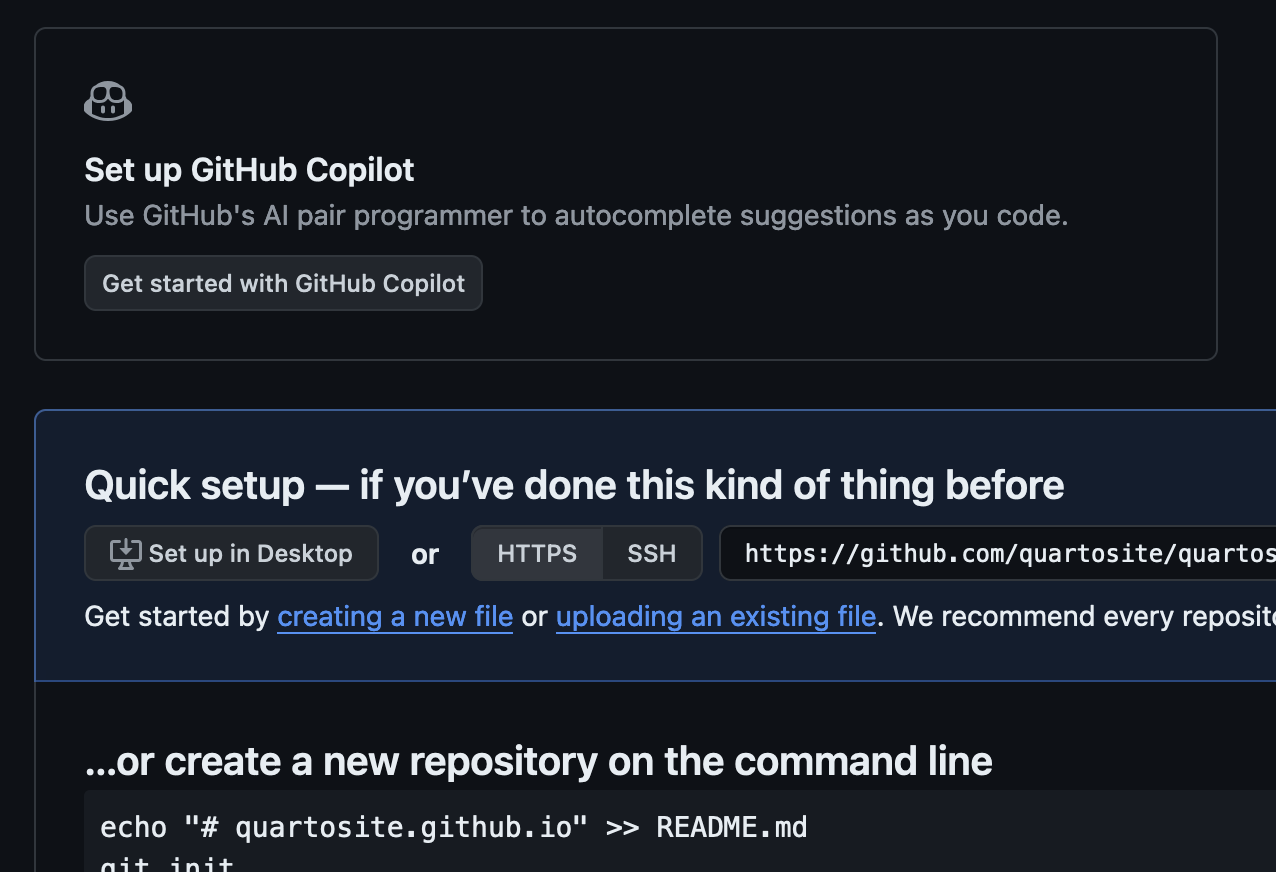 Set up GitHub Copilot
Use GitHub's AI pair programmer to autocomplete suggestions as you code.
Get started with GitHub Copilot
Quick setup — if you’ve done this kind of thing before
Set up in Desktop or HTTPS SSH https://github.com/quartosite/quartos
Get started by creating a new file or uploading an existing file. We recommend every reposito
…or create a new repository on the command line
echo "# quartosite.github.io" >> README.md
git init